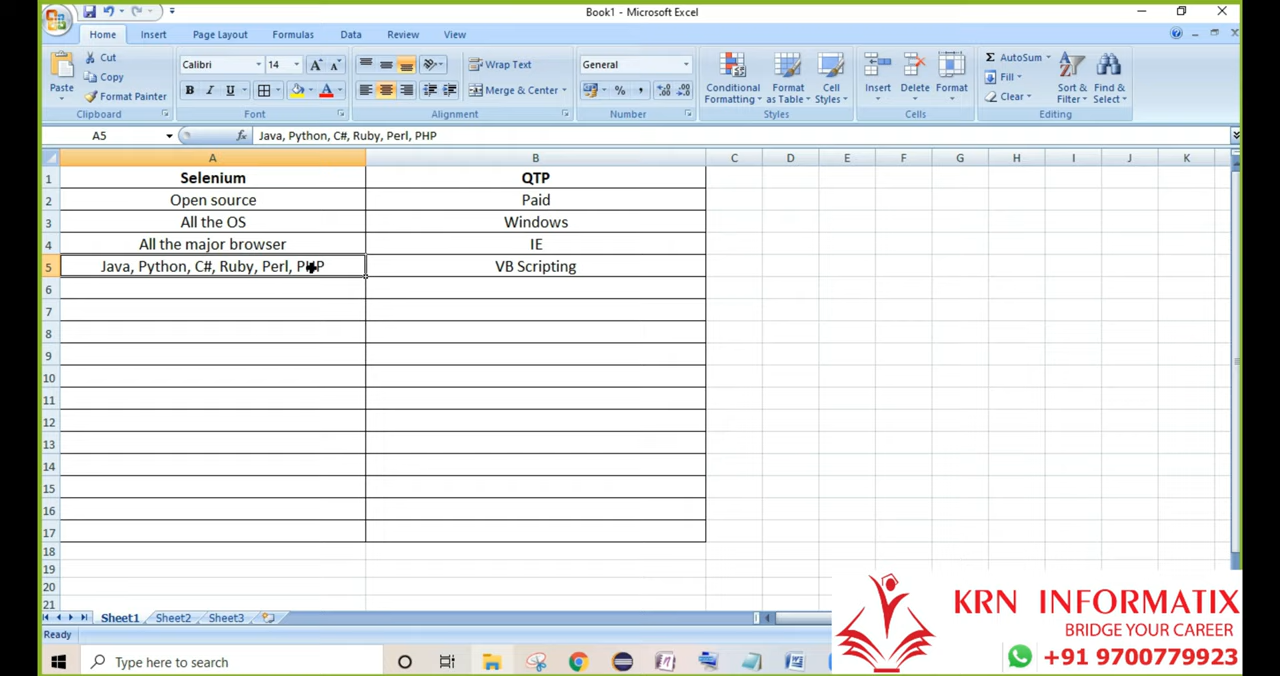 Book1 - Microsoft Excel
Home Insert Page Layout Formulas Data Review View
Paste
Cut
Copy
Format Painter
Clipboard
Calibri 14
B I U
Font
Wrap Text
Merge & Center
Alignment
General
Number
Conditional Formatting
Format as Table
Cell Styles
Styles
Insert Delete Format
Cells
AutoSum
Fill
Clear
Sort & Filter
Find & Select
Editing
A5 fx Java, Python, C#, Ruby, Perl, PHP
A B C D E F G H I J K
1 Selenium QTP
2 Open source Paid
3 All the OS Windows
4 All the major browser IE
5 Java, Python, C#, Ruby, Perl, PHP VB Scripting
6
7
8
9
10
11
12
13
14
15
16
17
18
19
20
21
Sheet1 Sheet2 Sheet3
Ready
Type here to search
KRN INFORMATIX
BRIDGE YOUR CAREER
+91 9700779923